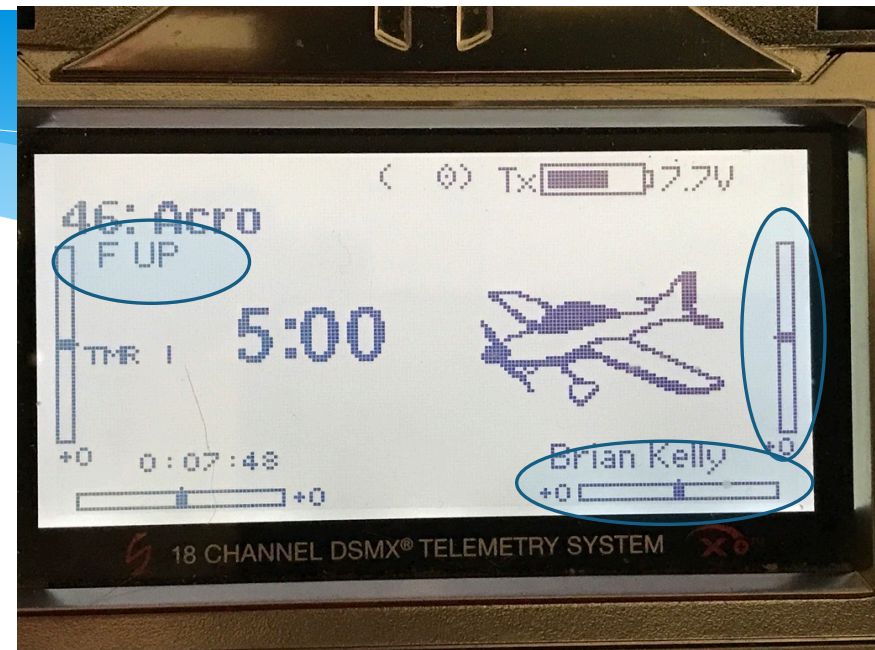 ( 0) Tx 7.7V
46: Acro
F UP
TMR 1 5:00
+0 0:07:48 Brian Kelly +0
+0 +0
18 CHANNEL DSMX® TELEMETRY SYSTEM X+